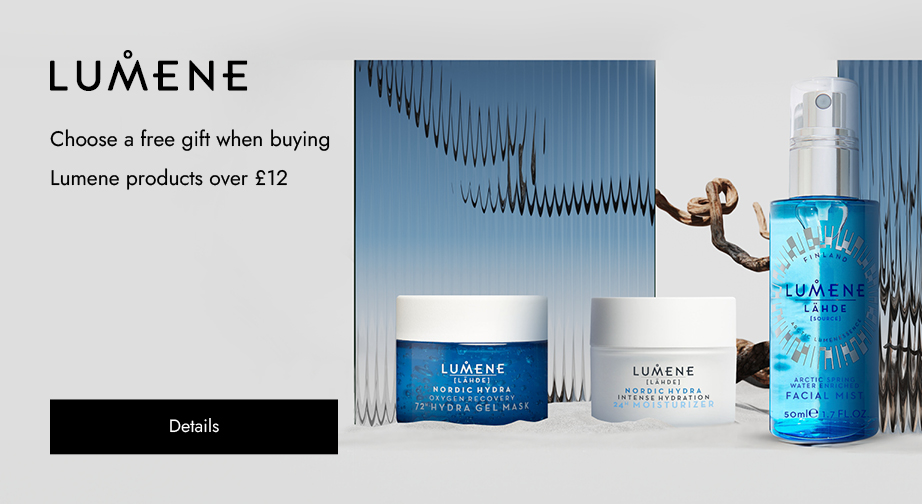 LUMENE
Choose a free gift when buying
Lumene products over £12
Details
LUMENE
[LÄHDE]
NORDIC HYDRA
OXYGEN RECOVERY
72H HYDRA GEL MASK
LUMENE
[LÄHDE]
NORDIC HYDRA
INTENSE HYDRATION
24H MOISTURIZER
FINLAND
LUMENE
LÄHDE
[SOURCE]
ARCTIC SPRING
WATER ENRICHED
FACIAL MIST
50ml℮ 1.7 FL.OZ.